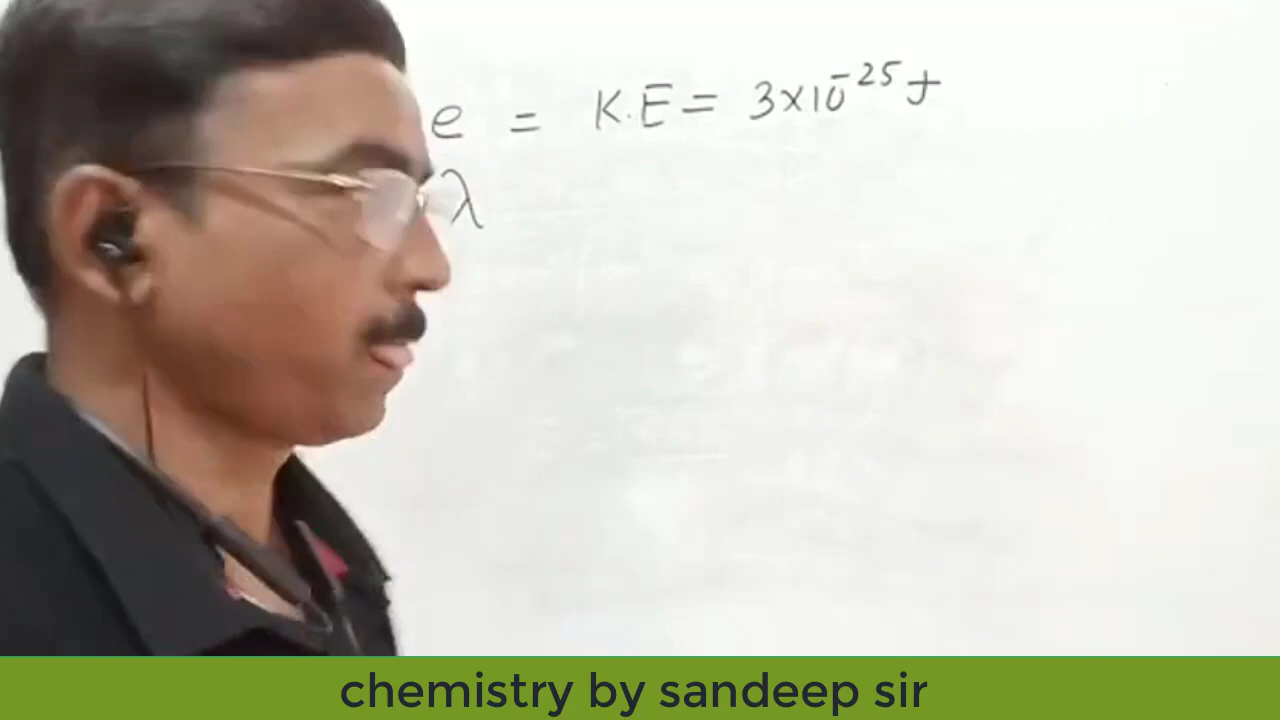 e = K.E = 3×10⁻²⁵ J
λ
chemistry by sandeep sir